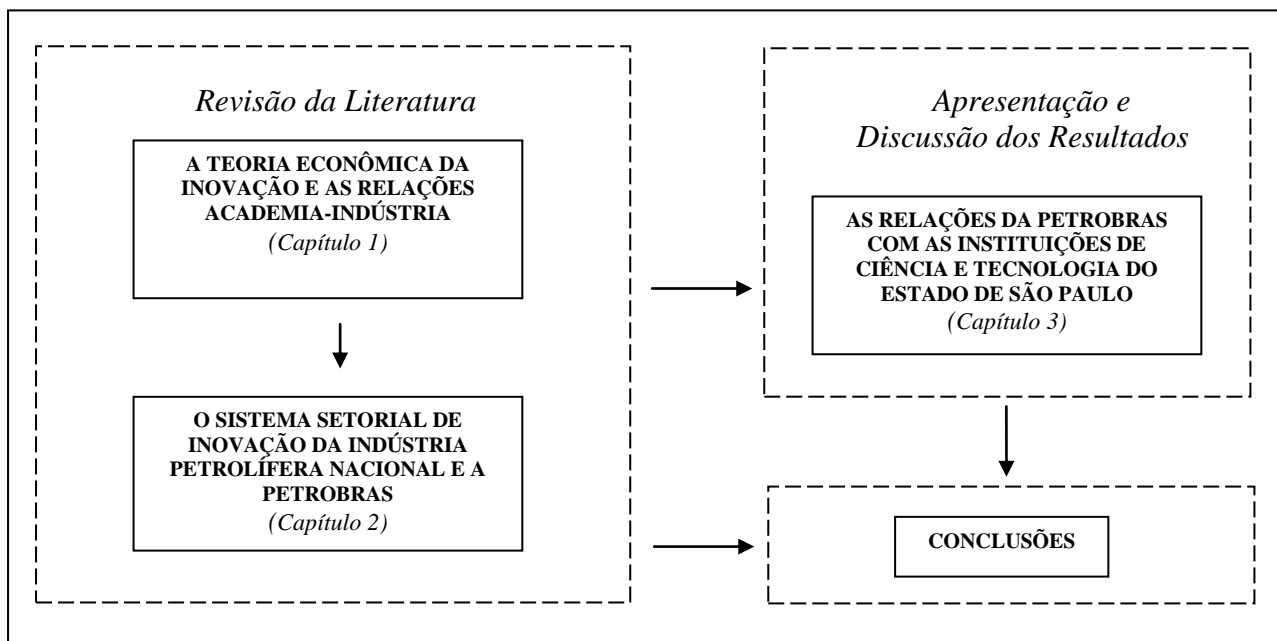 Revisão da Literatura
A TEORIA ECONÔMICA DA
INOVAÇÃO E AS RELAÇÕES
ACADEMIA-INDÚSTRIA
(Capítulo 1)
O SISTEMA SETORIAL DE
INOVAÇÃO DA INDÚSTRIA
PETROLÍFERA NACIONAL E A
PETROBRAS
(Capítulo 2)
Apresentação e
Discussão dos Resultados
AS RELAÇÕES DA PETROBRAS
COM AS INSTITUIÇÕES DE
CIÊNCIA E TECNOLOGIA DO
ESTADO DE SÃO PAULO
(Capítulo 3)
CONCLUSÕES